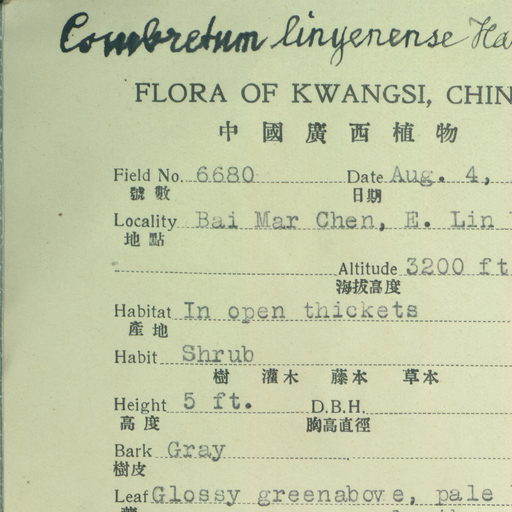 Combretum linyenense Ha
FLORA OF KWANGSI, CHIN
中國廣西植物
Field No. 6680 Date Aug. 4,
號數 日期
Locality Bai Mar Chen, E. Lin
地點
Altitude 3200 ft
海拔高度
Habitat In open thickets
產地
Habit Shrub
樹 灌木 藤本 草本
Height 5 ft. D.B.H.
高度 胸高直徑
Bark Gray
樹皮
Leaf Glossy greenabove, pale